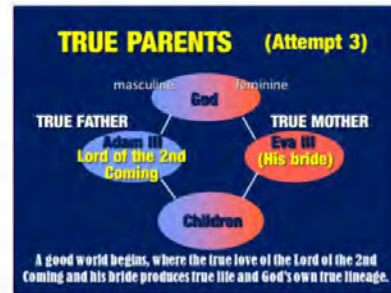 TRUE PARENTS (Attempt 3)
masculine feminine
God
TRUE FATHER TRUE MOTHER
Adam III Eva III
Lord of the 2nd (His bride)
Coming
Children
A good world begins, where the true love of the Lord of the 2nd
Coming and his bride produces true life and God's own true lineage.